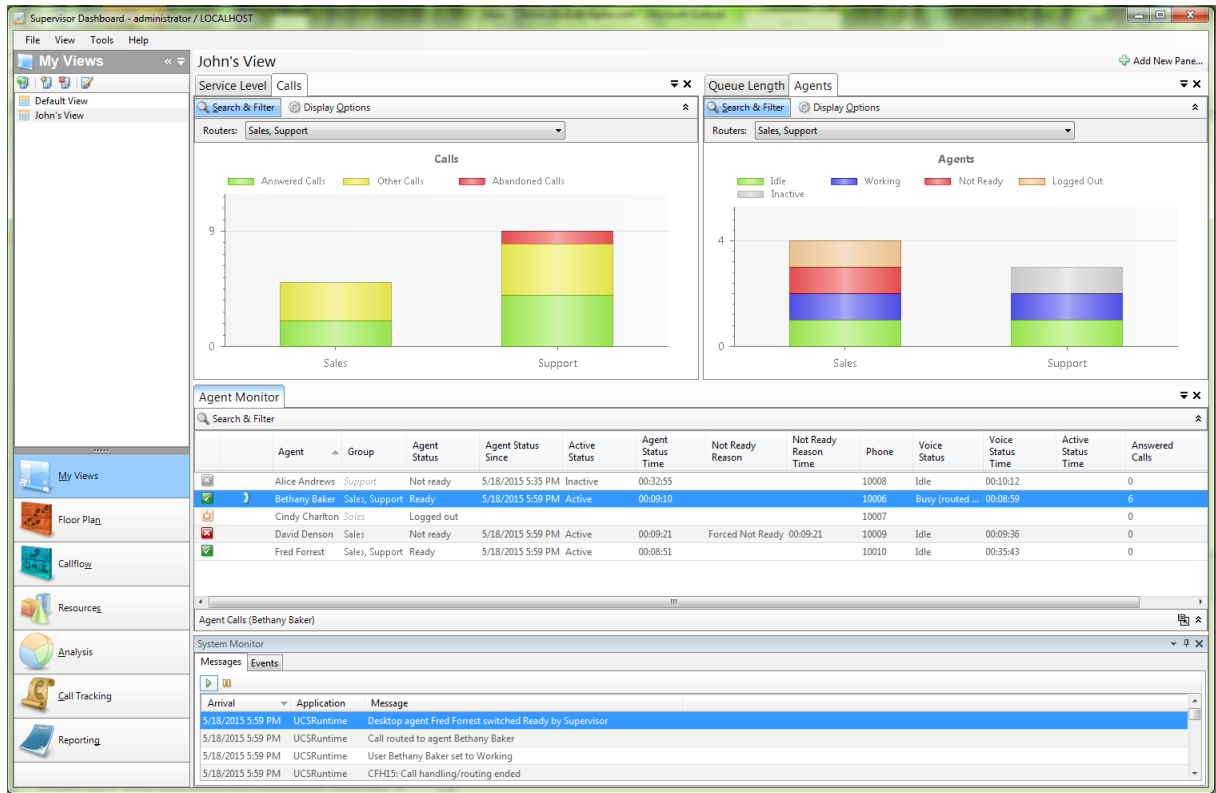 Supervisor Dashboard - administrator / LOCALHOST
File View Tools Help
My Views
Default View
John's View
My Views
Floor Plan
Callflow
Resources
Analysis
Call Tracking
Reporting
John's View
Add New Pane...
Service Level Calls
Search & Filter Display Options
Routers: Sales, Support
Calls
Answered Calls Other Calls Abandoned Calls
9
0
Sales Support
Queue Length Agents
Search & Filter Display Options
Routers: Sales, Support
Agents
Idle Working Not Ready Logged Out
Inactive
4
0
Sales Support
Agent Monitor
Search & Filter
Agent Group Agent Status Agent Status Since Active Status Agent Status Time Not Ready Reason Not Ready Reason Time Phone Voice Status Voice Status Time Active Status Time Answered Calls
Alice Andrews Support Not ready 5/18/2015 5:35 PM Inactive 00:32:55 10008 Idle 00:10:12 0
Bethany Baker Sales, Support Ready 5/18/2015 5:59 PM Active 00:09:10 10006 Busy (routed ... 00:08:59 6
Cindy Charlton Sales Logged out 10007 0
David Denson Sales Not ready 5/18/2015 5:59 PM Active 00:09:21 Forced Not Ready 00:09:21 10009 Idle 00:09:36 0
Fred Forrest Sales, Support Ready 5/18/2015 5:59 PM Active 00:08:51 10010 Idle 00:35:43 0
Agent Calls (Bethany Baker)
System Monitor
Messages Events
Arrival Application Message
5/18/2015 5:59 PM UCSRuntime Desktop agent Fred Forrest switched Ready by Supervisor
5/18/2015 5:59 PM UCSRuntime Call routed to agent Bethany Baker
5/18/2015 5:59 PM UCSRuntime User Bethany Baker set to Working
5/18/2015 5:59 PM UCSRuntime CFH15: Call handling/routing ended